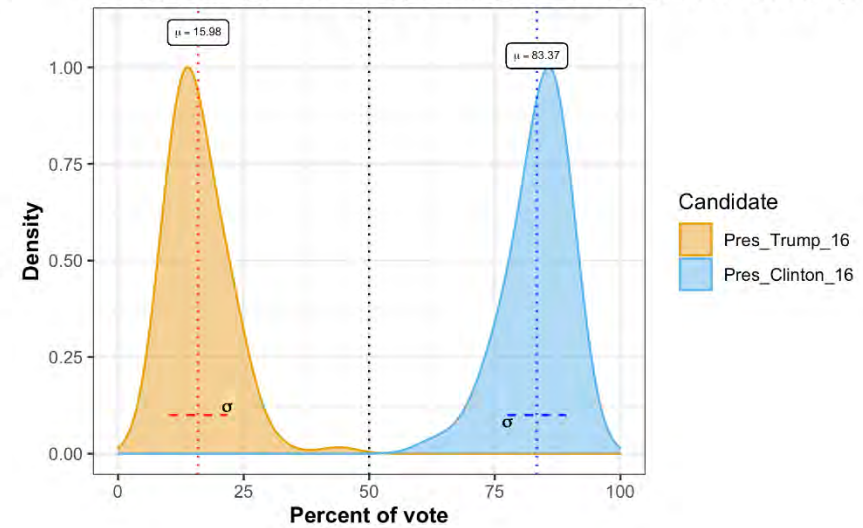 μ = 15.98
μ = 83.37
1.00
0.75
0.50
0.25
0.00
Density
σ
σ
0
25
50
75
100
Percent of vote
Candidate
Pres_Trump_16
Pres_Clinton_16